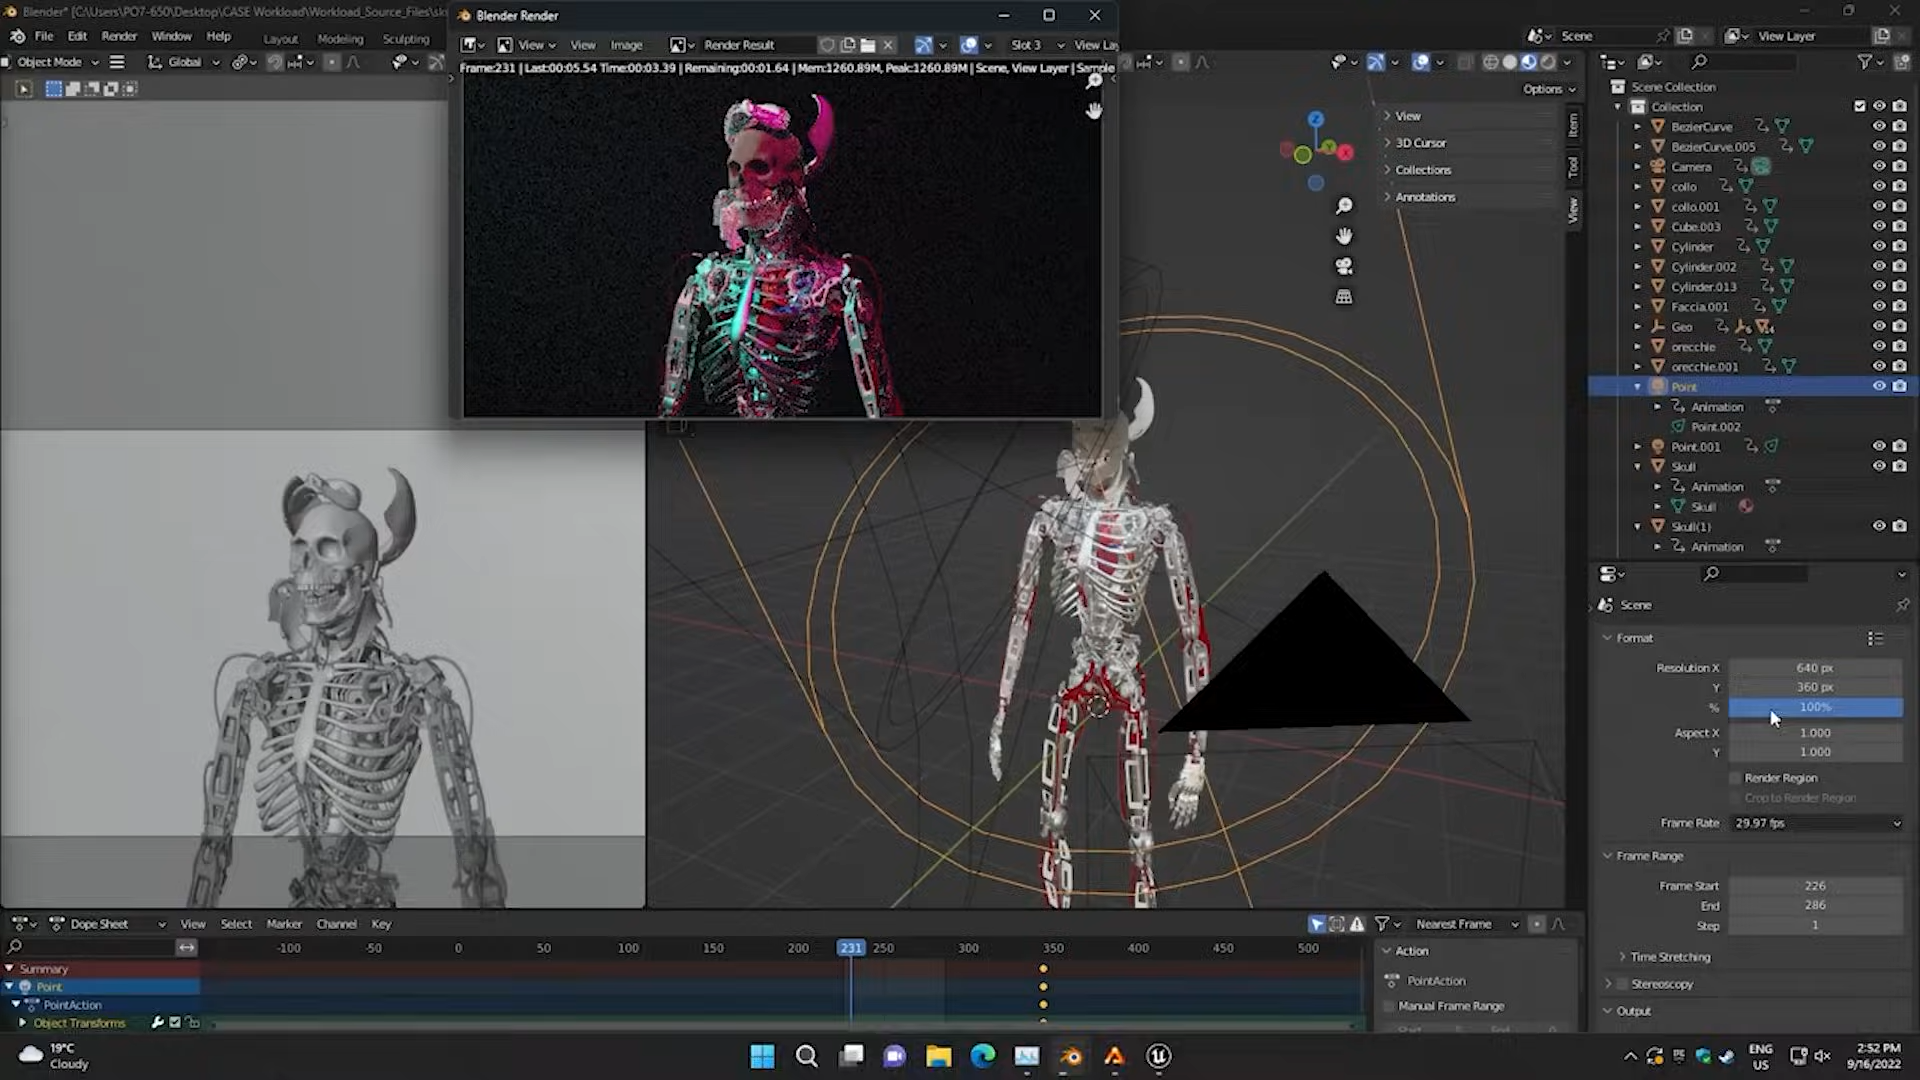 Blender* [C:\Users\PO7-650\Desktop\CASE Workload\Workload_Source_Files\sk
Blender Render
File Edit Render Window Help
Layout Modeling Sculpting
View View Image Render Result Slot 3 View La
Scene View Layer
Object Mode Global
Frame:231 | Last:00:05.54 Time:00:03.39 | Remaining:00:01.64 | Mem:1260.89M, Peak:1260.89M | Scene, View Layer | Sample
Options
View
3D Cursor
Collections
Annotations
Item
Tool
View
Scene Collection
Collection
BezierCurve
BezierCurve.005
Camera
collo
collo.001
Cube.003
Cylinder
Cylinder.002
Cylinder.013
Faccia.001
Geo
orecchie
orecchie.001
Point
Animation
Point.002
Point.001
Skull
Animation
Skull
Skull(1)
Animation
Scene
Format
Resolution X 640 px
Y 360 px
% 100%
Aspect X 1.000
Y 1.000
Render Region
Crop to Render Region
Frame Rate 29.97 fps
Frame Range
Frame Start 226
End 286
Step 1
Time Stretching
Stereoscopy
Output
Dope Sheet View Select Marker Channel Key Nearest Frame
-100 -50 0 50 100 150 200 231 250 300 350 400 450 500
Summary
Point
PointAction
Object Transforms
Action
PointAction
Manual Frame Range
19°C
Cloudy
ENG
US
2:52 PM
9/16/2022